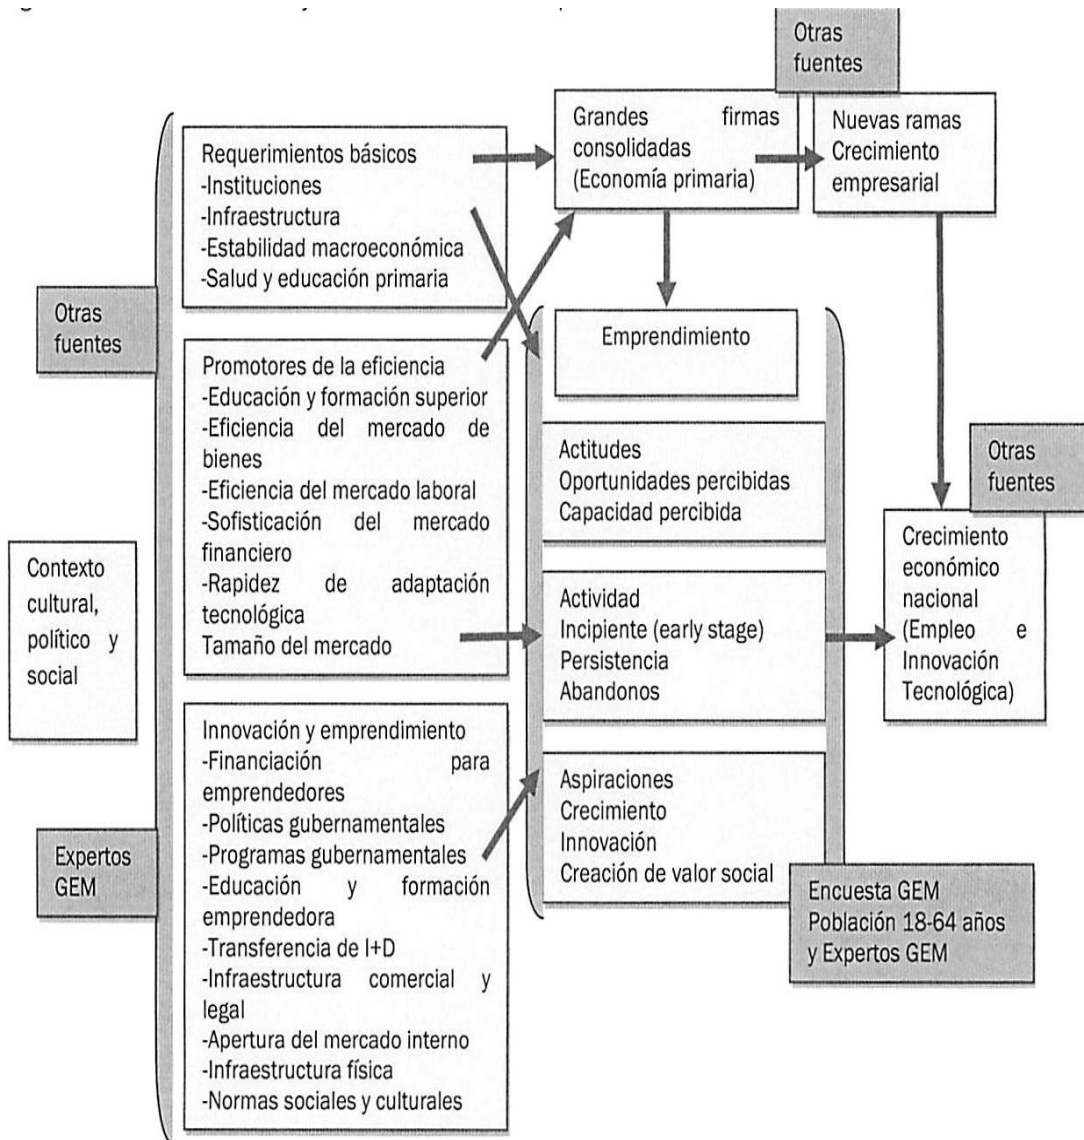 Otras
fuentes
Grandes firmas
consolidadas
(Economía primaria)
Nuevas ramas
Crecimiento
empresarial
Requerimientos básicos
-Instituciones
-Infraestructura
-Estabilidad macroeconómica
-Salud y educación primaria
Otras
fuentes
Emprendimiento
Promotores de la eficiencia
-Educación y formación superior
-Eficiencia del mercado de
bienes
-Eficiencia del mercado laboral
-Sofisticación del mercado
financiero
-Rapidez de adaptación
tecnológica
Tamaño del mercado
Actitudes
Oportunidades percibidas
Capacidad percibida
Otras
fuentes
Contexto
cultural,
político y
social
Actividad
Incipiente (early stage)
Persistencia
Abandonos
Crecimiento
económico
nacional
(Empleo e
Innovación
Tecnológica)
Innovación y emprendimiento
-Financiación para
emprendedores
-Políticas gubernamentales
-Programas gubernamentales
-Educación y formación
emprendedora
-Transferencia de I+D
-Infraestructura comercial y
legal
-Apertura del mercado interno
-Infraestructura física
-Normas sociales y culturales
Aspiraciones
Crecimiento
Innovación
Creación de valor social
Expertos
GEM
Encuesta GEM
Población 18-64 años
y Expertos GEM